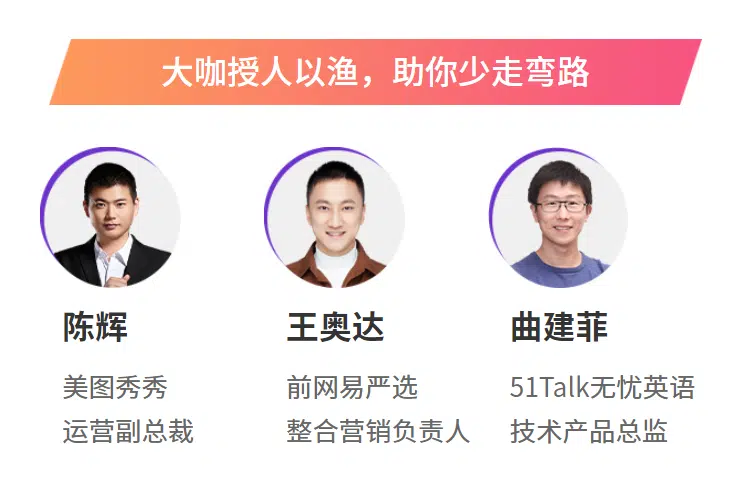 大咖授人以渔，助你少走弯路
陈辉
美图秀秀
运营副总裁
王奥达
前网易严选
整合营销负责人
曲建菲
51Talk无忧英语
技术产品总监